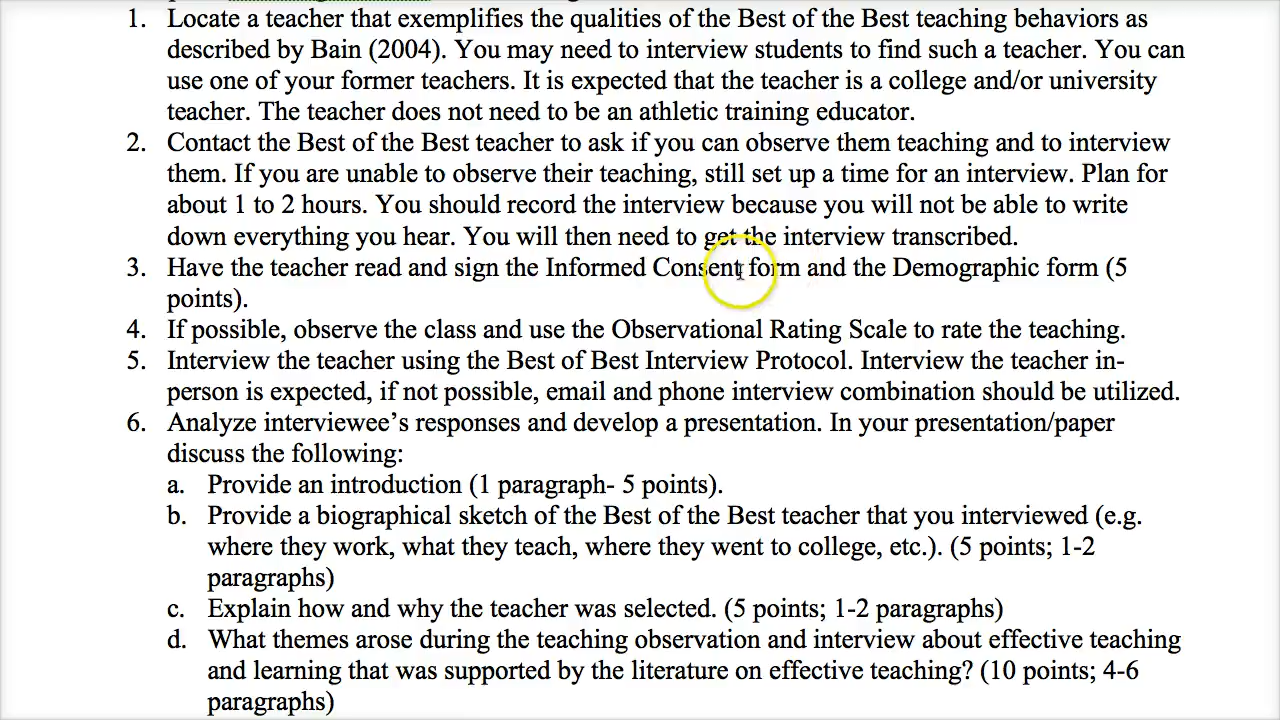 1. Locate a teacher that exemplifies the qualities of the Best of the Best teaching behaviors as
described by Bain (2004). You may need to interview students to find such a teacher. You can
use one of your former teachers. It is expected that the teacher is a college and/or university
teacher. The teacher does not need to be an athletic training educator.
2. Contact the Best of the Best teacher to ask if you can observe them teaching and to interview
them. If you are unable to observe their teaching, still set up a time for an interview. Plan for
about 1 to 2 hours. You should record the interview because you will not be able to write
down everything you hear. You will then need to get the interview transcribed.
3. Have the teacher read and sign the Informed Consent form and the Demographic form (5
points).
4. If possible, observe the class and use the Observational Rating Scale to rate the teaching.
5. Interview the teacher using the Best of Best Interview Protocol. Interview the teacher in-
person is expected, if not possible, email and phone interview combination should be utilized.
6. Analyze interviewee’s responses and develop a presentation. In your presentation/paper
discuss the following:
a. Provide an introduction (1 paragraph- 5 points).
b. Provide a biographical sketch of the Best of the Best teacher that you interviewed (e.g.
where they work, what they teach, where they went to college, etc.). (5 points; 1-2
paragraphs)
c. Explain how and why the teacher was selected. (5 points; 1-2 paragraphs)
d. What themes arose during the teaching observation and interview about effective teaching
and learning that was supported by the literature on effective teaching? (10 points; 4-6
paragraphs)